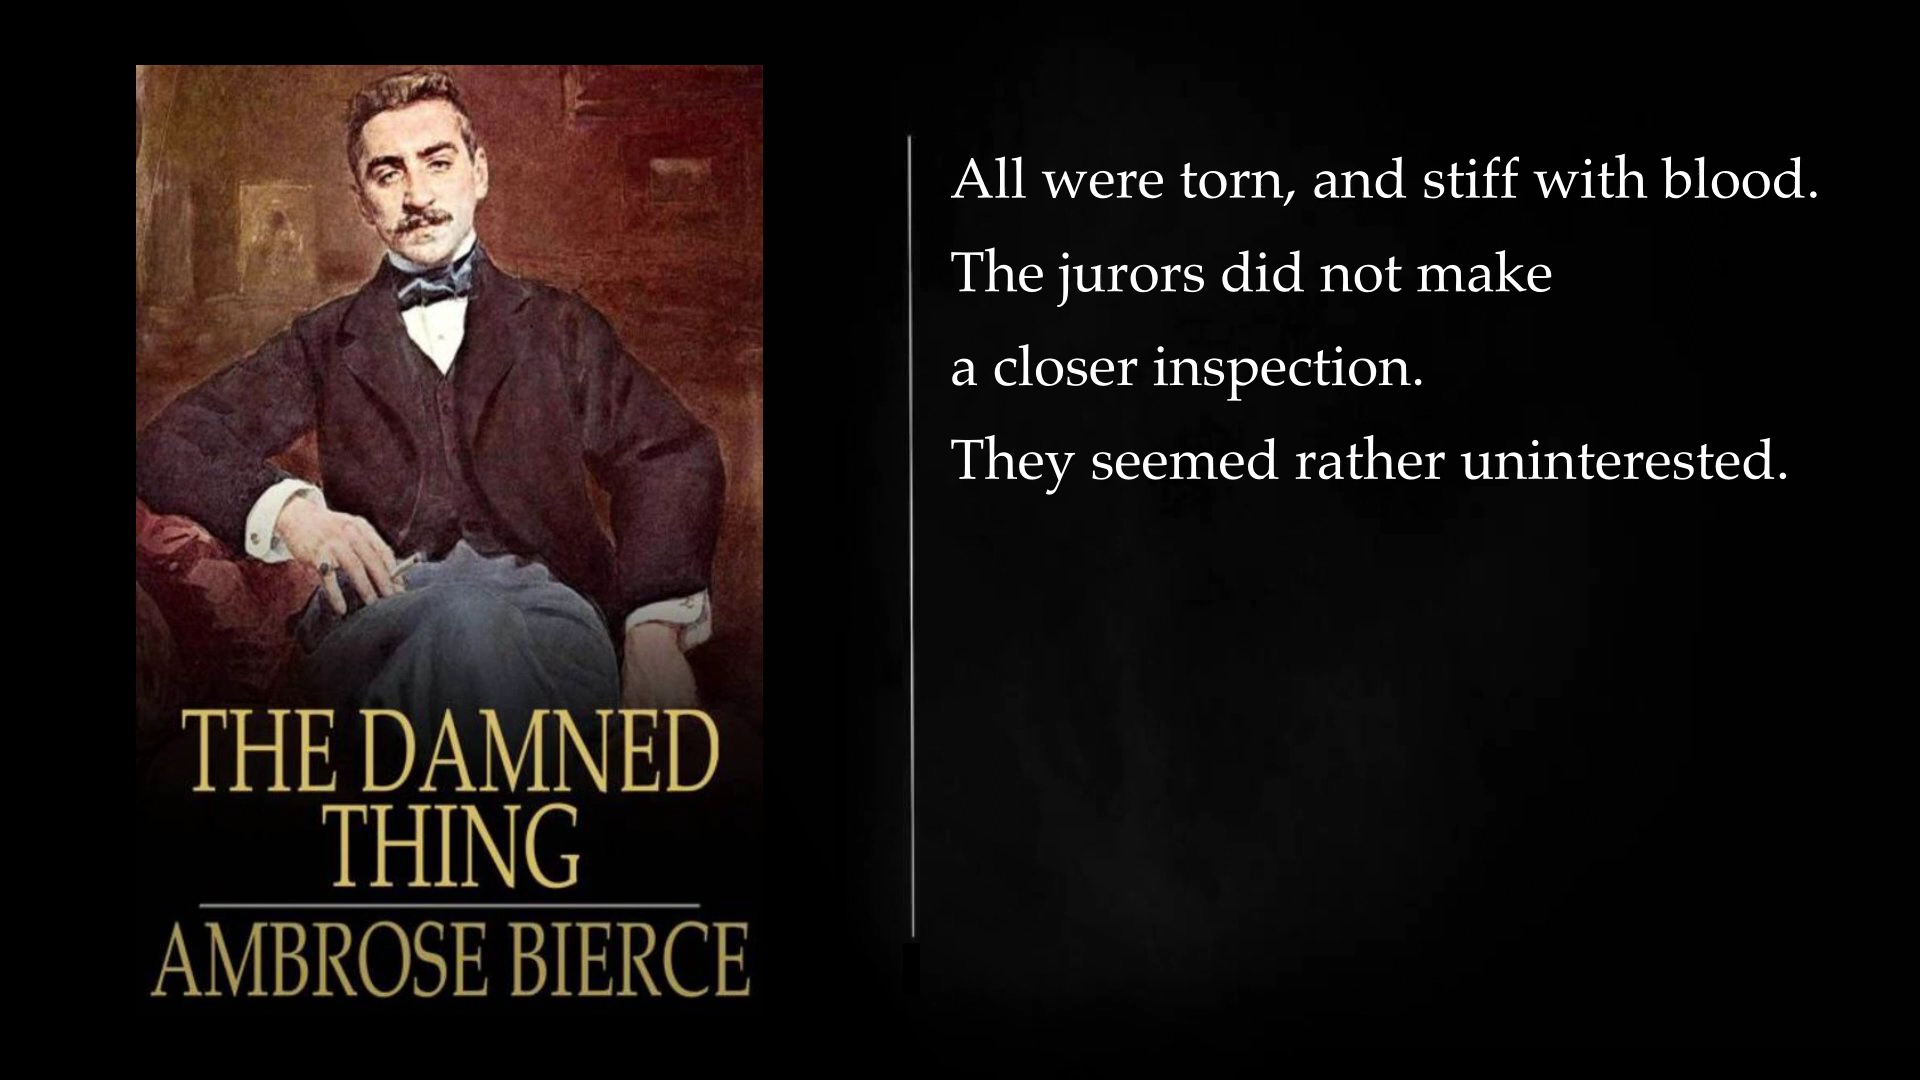 THE DAMNED
THING
AMBROSE BIERCE
All were torn, and stiff with blood.
The jurors did not make
a closer inspection.
They seemed rather uninterested.